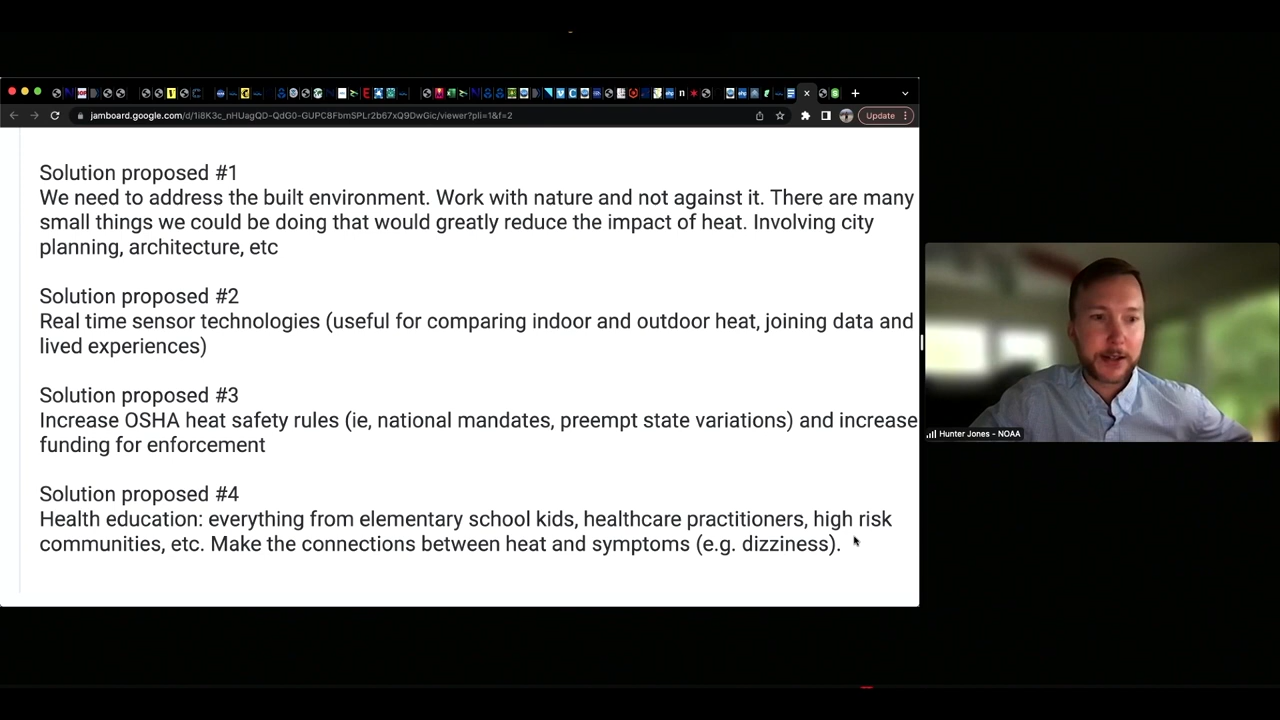 jamboard.google.com/d/1i8K3c_nHUagQD-QdG0-GUPC8FbmSPLr2b67xQ9DwGic/viewer?pli=1&f=2
Update
Solution proposed #1
We need to address the built environment. Work with nature and not against it. There are many
small things we could be doing that would greatly reduce the impact of heat. Involving city
planning, architecture, etc
Solution proposed #2
Real time sensor technologies (useful for comparing indoor and outdoor heat, joining data and
lived experiences)
Solution proposed #3
Increase OSHA heat safety rules (ie, national mandates, preempt state variations) and increase
funding for enforcement
Solution proposed #4
Health education: everything from elementary school kids, healthcare practitioners, high risk
communities, etc. Make the connections between heat and symptoms (e.g. dizziness).
Hunter Jones - NOAA